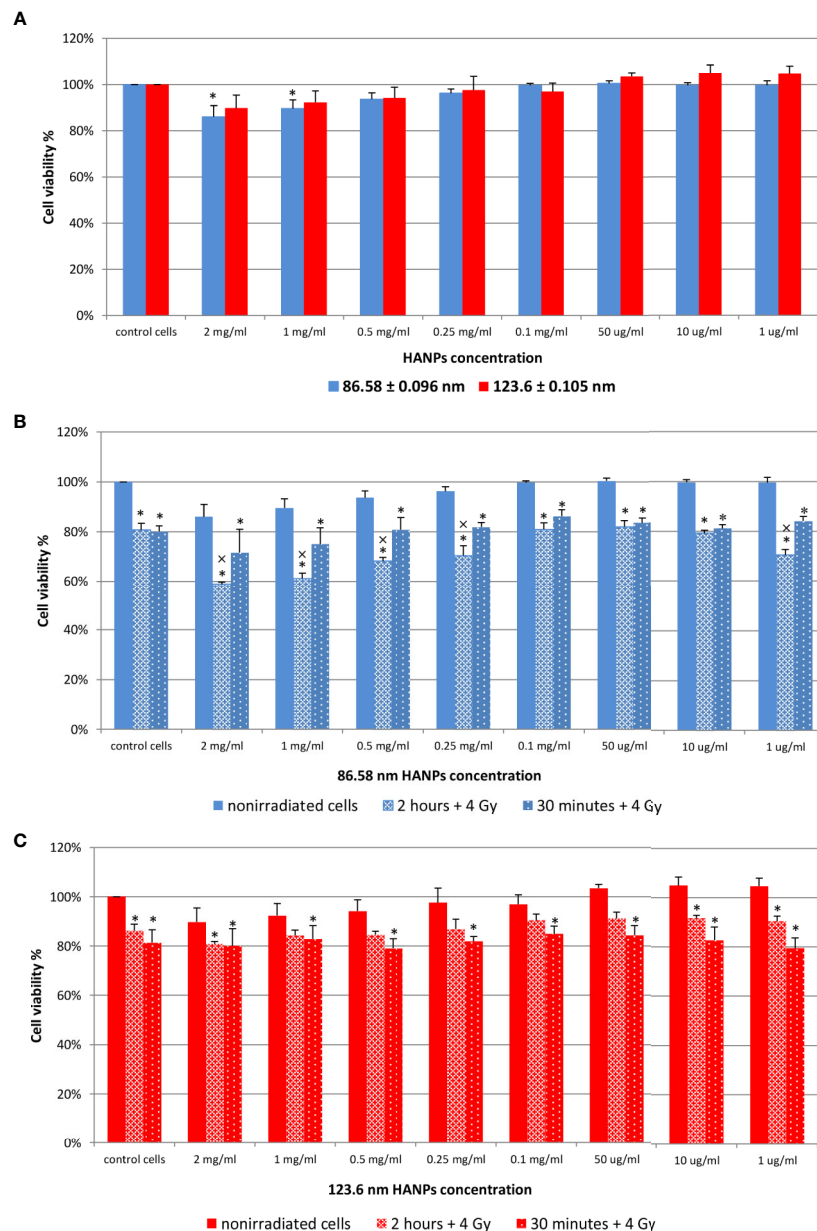 A
120%
100%
80%
60%
40%
20%
0%
Cell viability %
* *
control cells 2 mg/ml 1 mg/ml 0.5 mg/ml 0.25 mg/ml 0.1 mg/ml 50 ug/ml 10 ug/ml 1 ug/ml
HANPs concentration
86.58 ± 0.096 nm 123.6 ± 0.105 nm
B
120%
100%
80%
60%
40%
20%
0%
Cell viability %
* * × * * × * * × * * × * * * * * * * * × * *
control cells 2 mg/ml 1 mg/ml 0.5 mg/ml 0.25 mg/ml 0.1 mg/ml 50 ug/ml 10 ug/ml 1 ug/ml
86.58 nm HANPs concentration
nonirradiated cells 2 hours + 4 Gy 30 minutes + 4 Gy
C
120%
100%
80%
60%
40%
20%
0%
Cell viability %
* * * * * * * * * * * * *
control cells 2 mg/ml 1 mg/ml 0.5 mg/ml 0.25 mg/ml 0.1 mg/ml 50 ug/ml 10 ug/ml 1 ug/ml
123.6 nm HANPs concentration
nonirradiated cells 2 hours + 4 Gy 30 minutes + 4 Gy